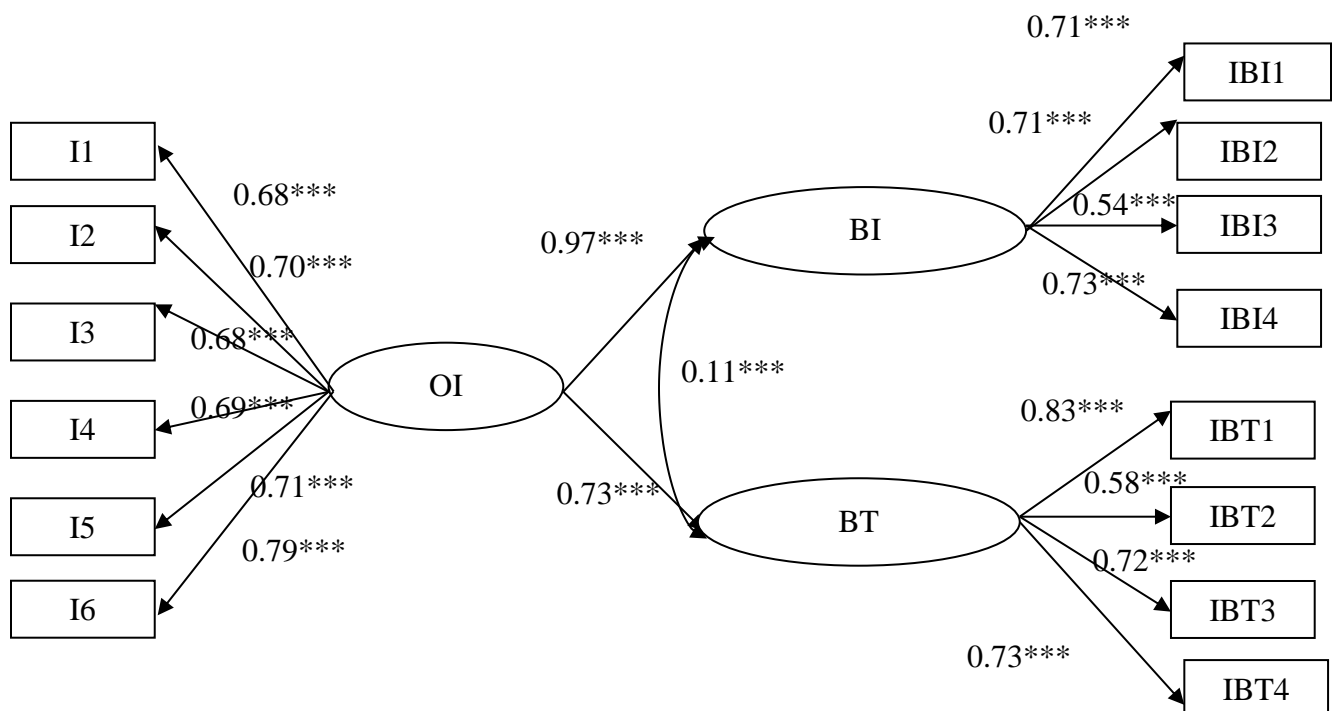 0.71***
IBI1
I1
0.71***
IBI2
0.68***
I2
0.54***
IBI3
0.97***
BI
0.70***
0.73***
I3
0.68***
IBI4
OI
0.11***
0.69***
I4
0.83***
IBT1
0.71***
0.73***
0.58***
I5
BT
IBT2
0.79***
0.72***
I6
IBT3
0.73***
IBT4